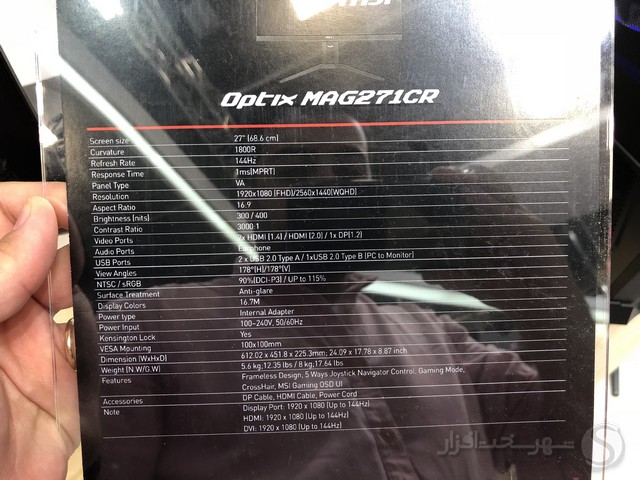 msi
Optix MAG271CR
Screen size 27" (68.6 cm)
Curvature 1800R
Refresh Rate 144Hz
Response Time 1ms(MPRT)
Panel Type VA
Resolution 1920x1080 (FHD)/2560x1440(WQHD)
Aspect Ratio 16:9
Brightness (nits) 300 / 400
Contrast Ratio 3000:1
Video Ports 2x HDMI (1.4) / HDMI (2.0) / 1x DP(1.2)
Audio Ports Earphone
USB Ports 2 x USB 2.0 Type A / 1xUSB 2.0 Type B (PC to Monitor)
View Angles 178°(H)/178°(V)
NTSC / sRGB 90%(DCI-P3) / UP to 115%
Surface Treatment Anti-glare
Display Colors 16.7M
Power type Internal Adapter
Power Input 100~240V, 50/60Hz
Kensington Lock Yes
VESA Mounting 100x100mm
Dimension (WxHxD) 612.02 x 451.8 x 225.3mm; 24.09 x 17.78 x 8.87 inch
Weight (N.W/G.W) 5.6 kg;12.35 lbs / 8 kg;17.64 lbs
Features Frameless Design, 5 Ways Joystick Navigator Control, Gaming Mode,
CrossHair, MSI Gaming OSD UI
Accessories DP Cable, HDMI Cable, Power Cord
Note Display Port: 1920 x 1080 (Up to 144Hz)
HDMI: 1920 x 1080 (Up to 144Hz)
DVI: 1920 x 1080 (Up to 144Hz)
شهر سخت‌افزار